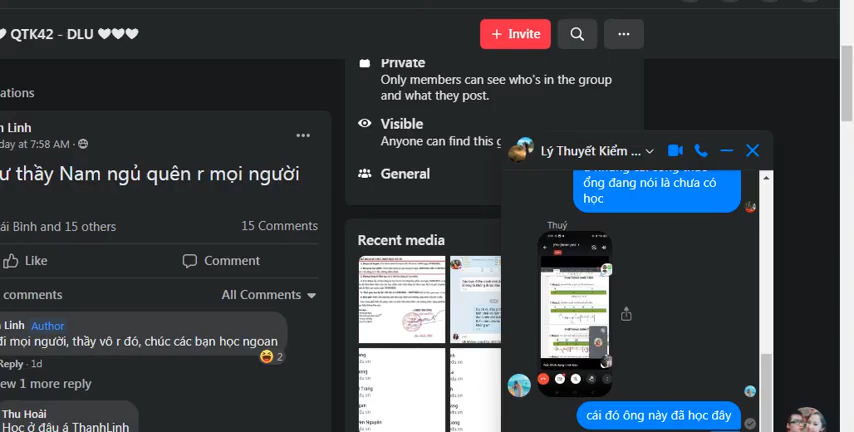 QTK42 - DLU
+ Invite
Private
Only members can see who's in the group
and what they post.
ations
Visible
Anyone can find this g
General
n Linh
day at 7:58 AM
ư thầy Nam ngủ quên r mọi người
ái Bình and 15 others
15 Comments
Like
Comment
comments
All Comments
Linh Author
đi mọi người, thầy vô r đó, chúc các bạn học ngoan
2
Reply · 1d
ew 1 more reply
Thu Hoài
Học ở đâu á ThanhLinh
Recent media
Lý Thuyết Kiểm ...
ổng đang nói là chưa có
học
Thuý
cái đó ông này đã học đấy